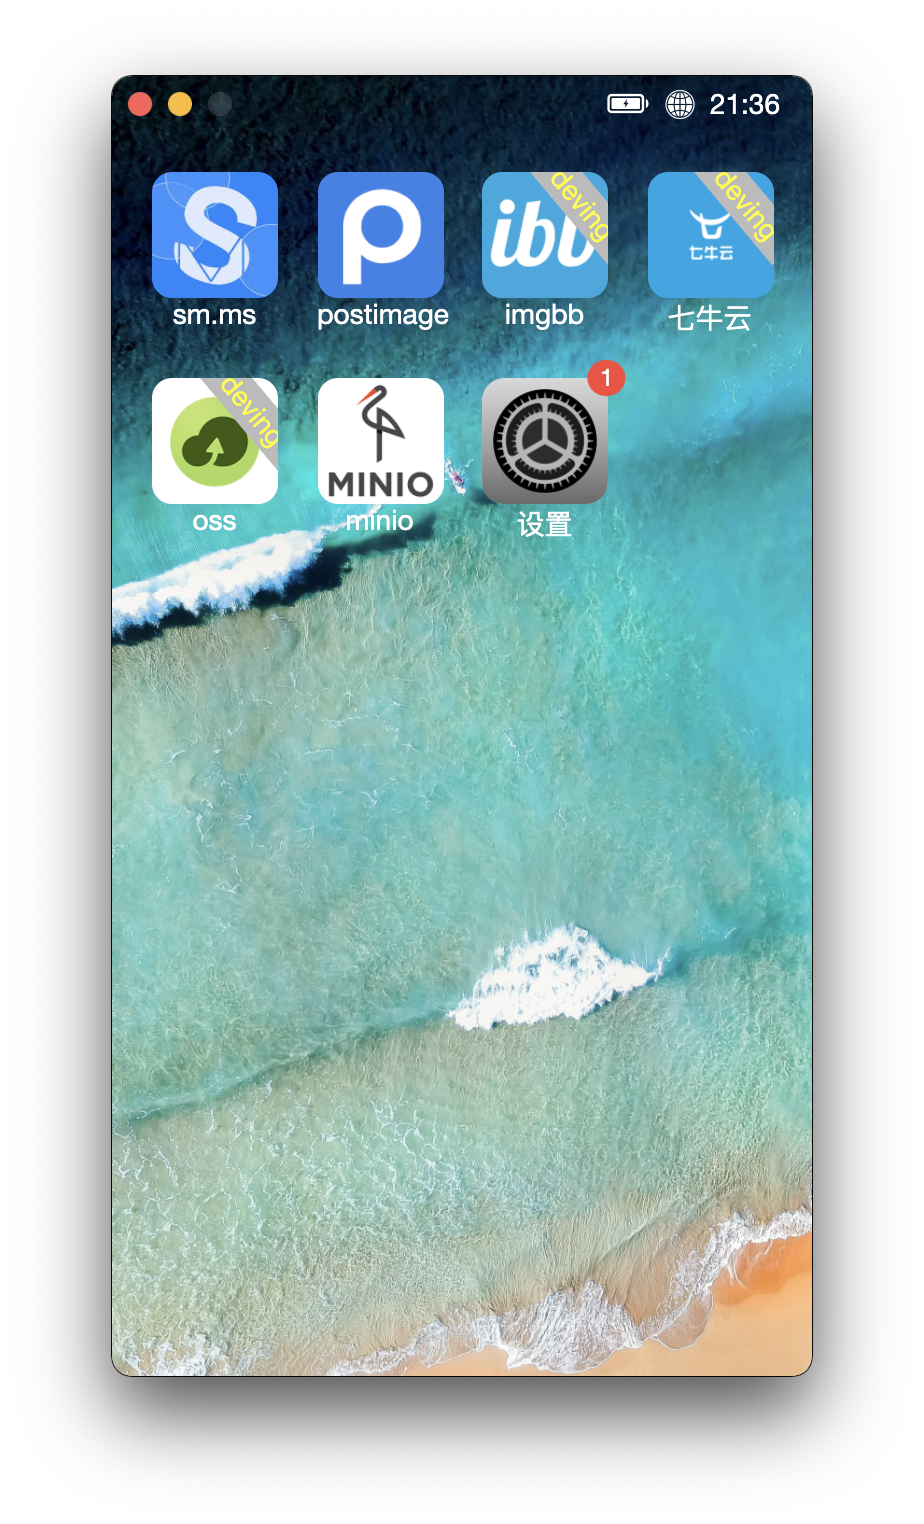 21:36
deving
deving
ibb
七牛云
sm.ms
postimage
imgbb
七牛云
deving
1
MINIO
oss
minio
设置